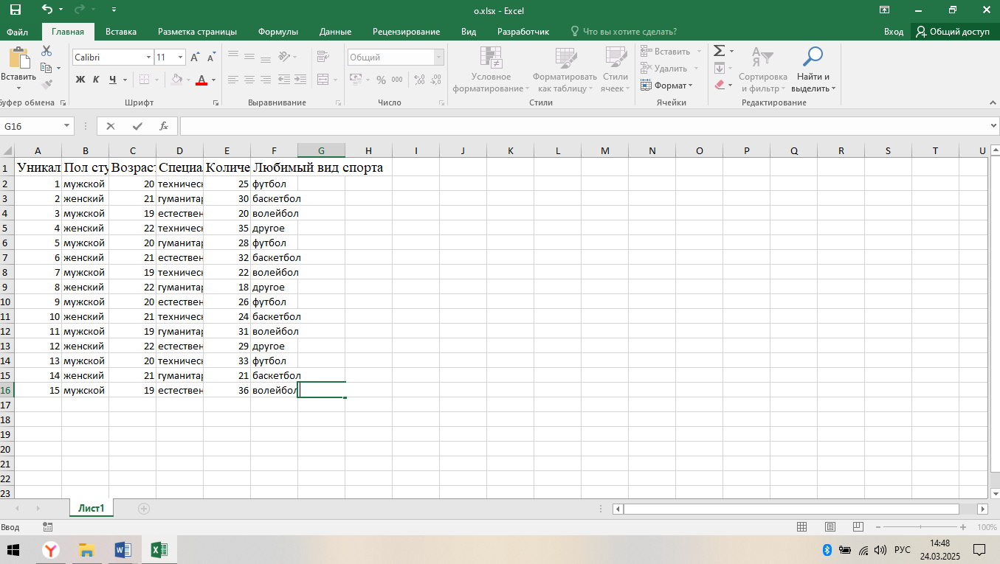 o.xlsx - Excel
Файл Главная Вставка Разметка страницы Формулы Данные Рецензирование Вид Разработчик Что вы хотите сделать? Вход Общий доступ
Вставить
Calibri 11
Ж К Ч А
Общий
% 000
Условное форматирование
Форматировать как таблицу
Стили ячеек
Вставить
Удалить
Формат
Сортировка и фильтр
Найти и выделить
буфер обмена Шрифт Выравнивание Число Стили Ячейки Редактирование
G16 fx
A B C D E F G H I J K L M N O P Q R S T U
1 Уникал Пол сту Возраст Специал Количе Любимый вид спорта
2 1 мужской 20 техническ 25 футбол
3 2 женский 21 гуманитар 30 баскетбол
4 3 мужской 19 естествен 20 волейбол
5 4 женский 22 техническ 35 другое
6 5 мужской 20 гуманитар 28 футбол
7 6 женский 21 естествен 32 баскетбол
8 7 мужской 19 техническ 22 волейбол
9 8 женский 22 гуманитар 18 другое
10 9 мужской 20 естествен 26 футбол
11 10 женский 21 техническ 24 баскетбол
12 11 мужской 19 гуманитар 31 волейбол
13 12 женский 22 естествен 29 другое
14 13 мужской 20 техническ 33 футбол
15 14 женский 21 гуманитар 21 баскетбол
16 15 мужской 19 естествен 36 волейбол
17
18
19
20
21
22
23
Лист1
Ввод 100%
РУС 14:48
24.03.2025